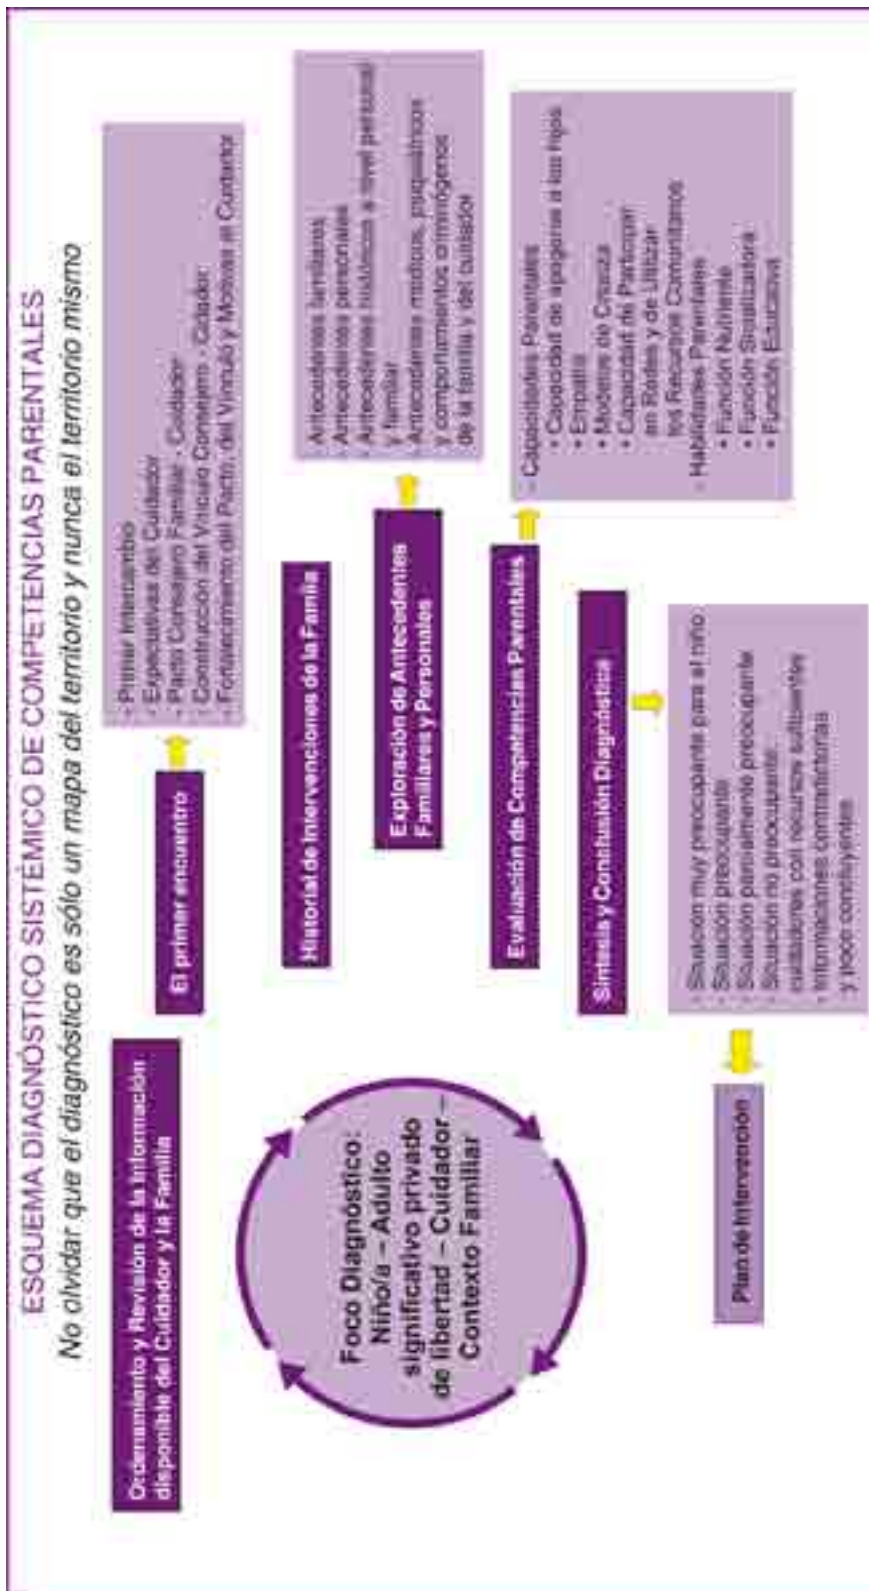 ESQUEMA DIAGNÓSTICO SISTÉMICO DE COMPETENCIAS PARENTALES
No olvidar que el diagnóstico es sólo un mapa del territorio y nunca el territorio mismo
Ordenamiento y Revisión de la Información
disponible del Cuidador y la Familia
El primer encuentro
- Primer Intercambio
- Expectativas del Cuidador
- Pacto Consejero Familiar - Cuidador
- Construcción del Vínculo Consejero - Cuidador
- Fortalecimiento del Pacto, del Vínculo y Motivas al Cuidador
Historial de Intervenciones de la Familia
Exploración de Antecedentes
Familiares y Personales
- Antecedentes familiares
- Antecedentes personales
- Antecedentes históricos a nivel personal
y familiar
- Antecedentes médicos, psiquiátricos
y comportamientos criminógenos
de la familia y del cuidador
Evaluación de Competencias Parentales
- Capacidades Parentales
• Capacidad de apegarse a los hijos
• Empatía
• Modelos de Crianza
• Capacidad de Participar
en Redes y de Utilizar
los Recursos Comunitarios
- Habilidades Parentales
• Función Nutriente
• Función Socializadora
• Función Educativa
Síntesis y Conclusión Diagnóstica
- Situación muy preocupante para el niño
- Situación preocupante
- Situación parcialmente preocupante
- Situación no preocupante:
cuidadores con recursos suficientes
- Informaciones contradictorias
y poco concluyentes
Foco Diagnóstico:
Niño/a – Adulto
significativo privado
de libertad – Cuidador –
Contexto Familiar
Plan de Intervención